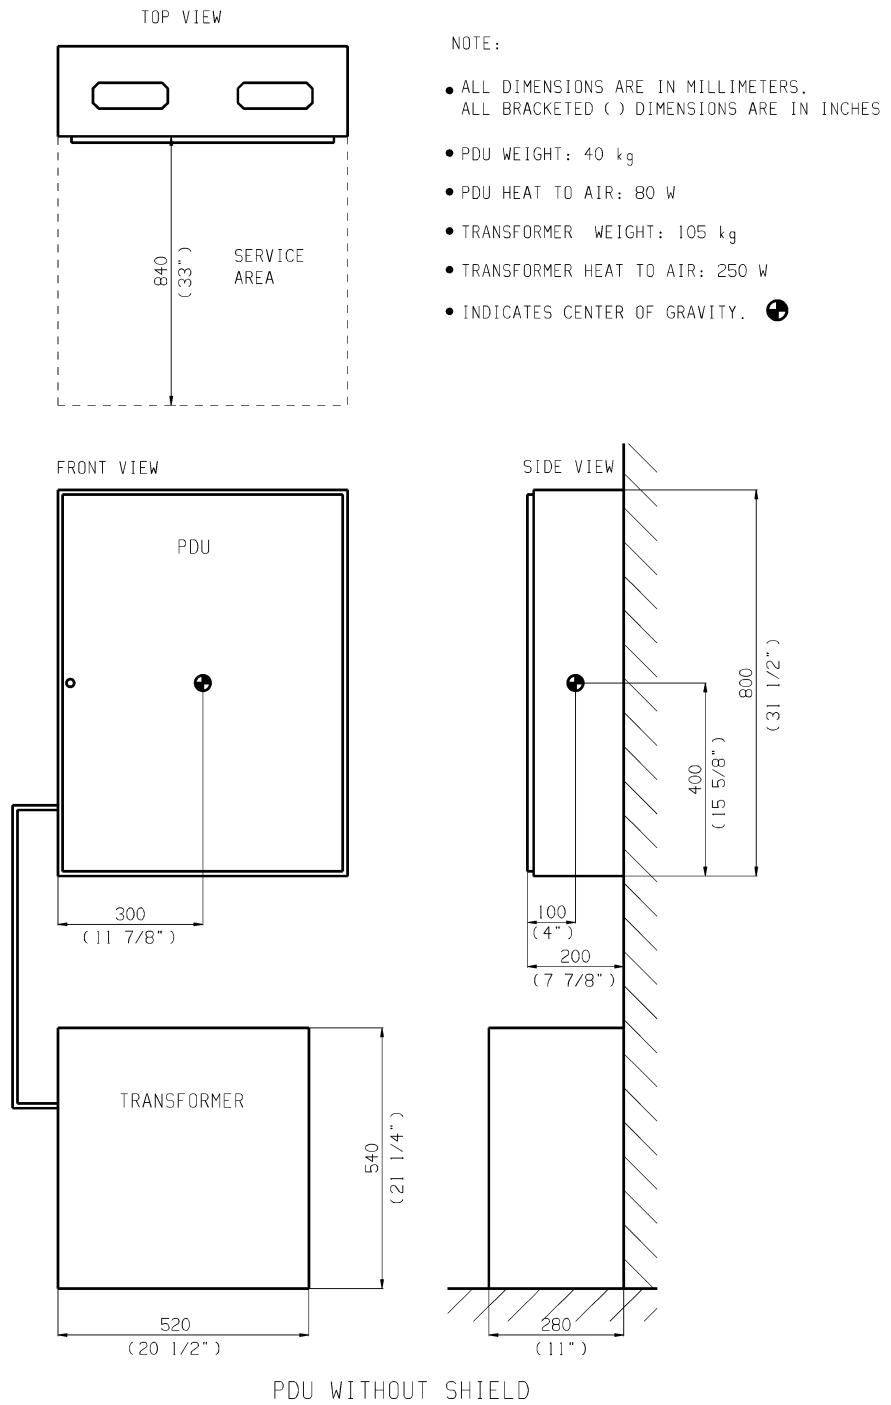 TOP VIEW
NOTE:
• ALL DIMENSIONS ARE IN MILLIMETERS.
ALL BRACKETED ( ) DIMENSIONS ARE IN INCHES
• PDU WEIGHT: 40 kg
• PDU HEAT TO AIR: 80 W
• TRANSFORMER WEIGHT: 105 kg
• TRANSFORMER HEAT TO AIR: 250 W
• INDICATES CENTER OF GRAVITY.
840
(33")
SERVICE
AREA
FRONT VIEW
PDU
300
(11 7/8")
SIDE VIEW
800
(31 1/2")
400
(15 5/8")
100
(4")
200
(7 7/8")
TRANSFORMER
540
(21 1/4")
520
(20 1/2")
280
(11")
PDU WITHOUT SHIELD